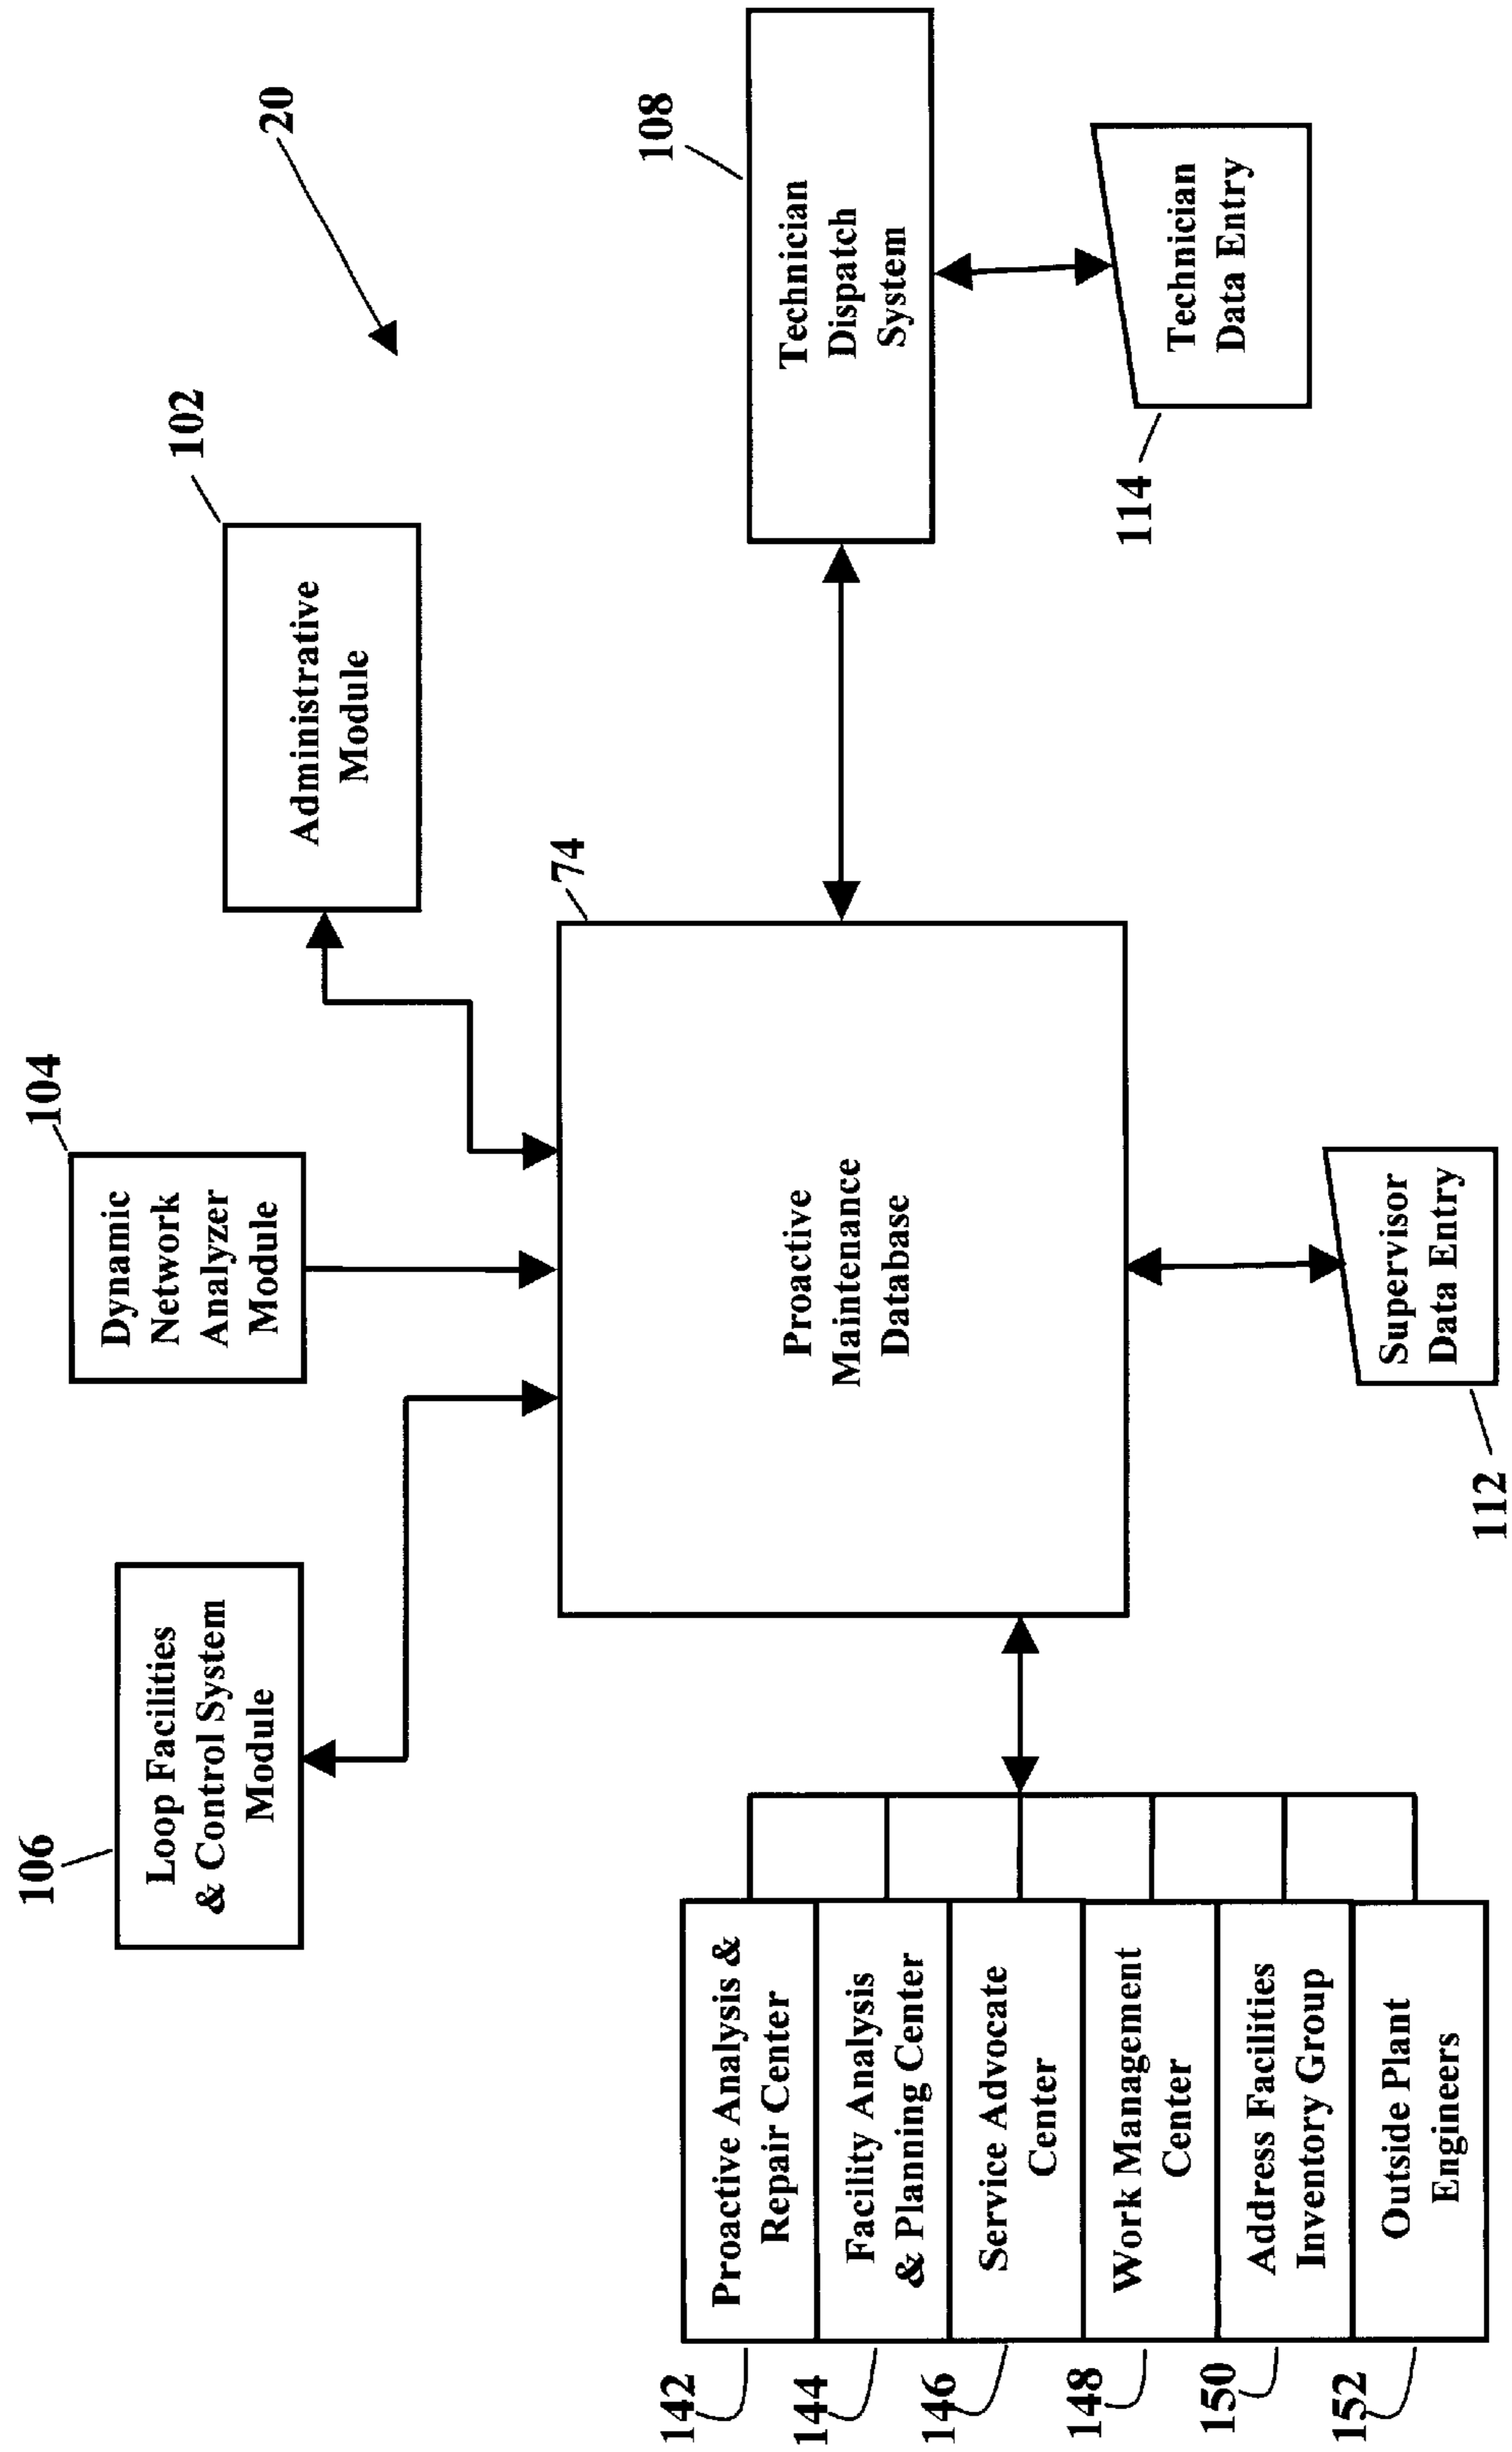 106
Loop Facilities
& Control System
Module
104
Dynamic
Network
Analyzer
Module
102
Administrative
Module
20
142
Proactive Analysis &
Repair Center
144
Facility Analysis
& Planning Center
146
Service Advocate
Center
148
Work Management
Center
150
Address Facilities
Inventory Group
152
Outside Plant
Engineers
74
Proactive
Maintenance
Database
108
Technician
Dispatch
System
112
Supervisor
Data Entry
114
Technician
Data Entry